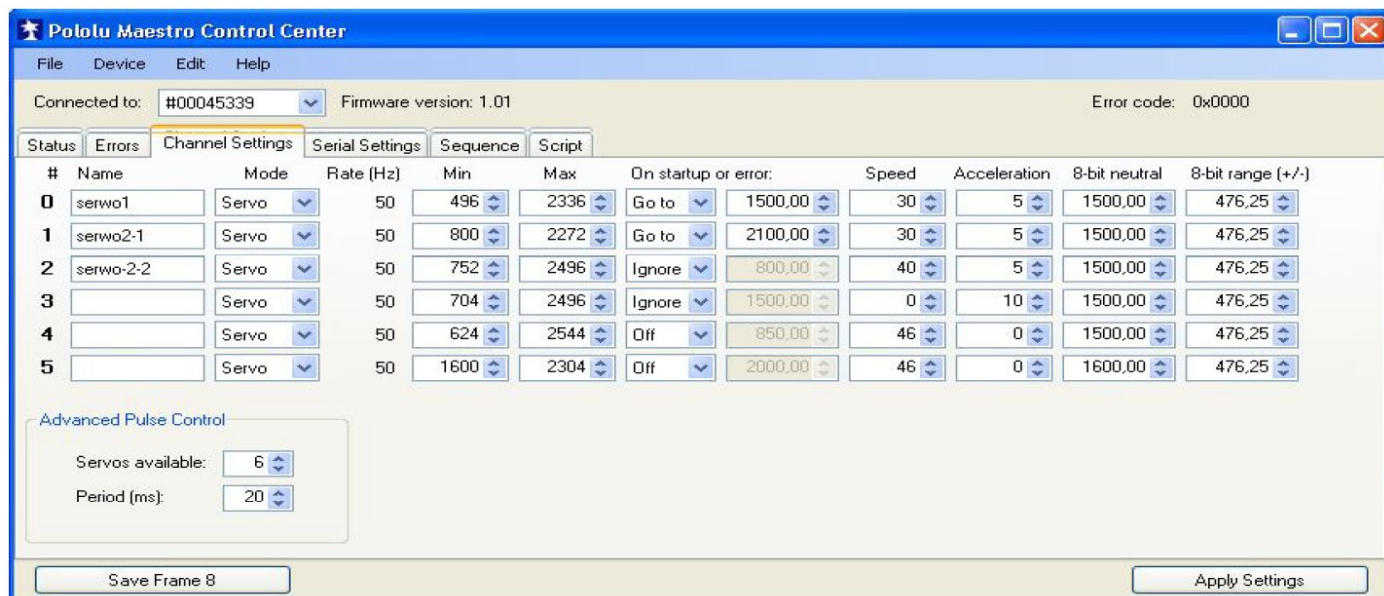 Pololu Maestro Control Center
File Device Edit Help
Connected to: #00045339 Firmware version: 1.01 Error code: 0x0000
Status Errors Channel Settings Serial Settings Sequence Script
# Name Mode Rate (Hz) Min Max On startup or error: Speed Acceleration 8-bit neutral 8-bit range (+/-)
0 serwo1 Servo 50 496 2336 Go to 1500,00 30 5 1500,00 476,25
1 serwo2-1 Servo 50 800 2272 Go to 2100,00 30 5 1500,00 476,25
2 serwo-2-2 Servo 50 752 2496 Ignore 800,00 40 5 1500,00 476,25
3 Servo 50 704 2496 Ignore 1500,00 0 10 1500,00 476,25
4 Servo 50 624 2544 Off 850,00 46 0 1500,00 476,25
5 Servo 50 1600 2304 Off 2000,00 46 0 1600,00 476,25
Advanced Pulse Control
Servos available: 6
Period (ms): 20
Save Frame 8 Apply Settings